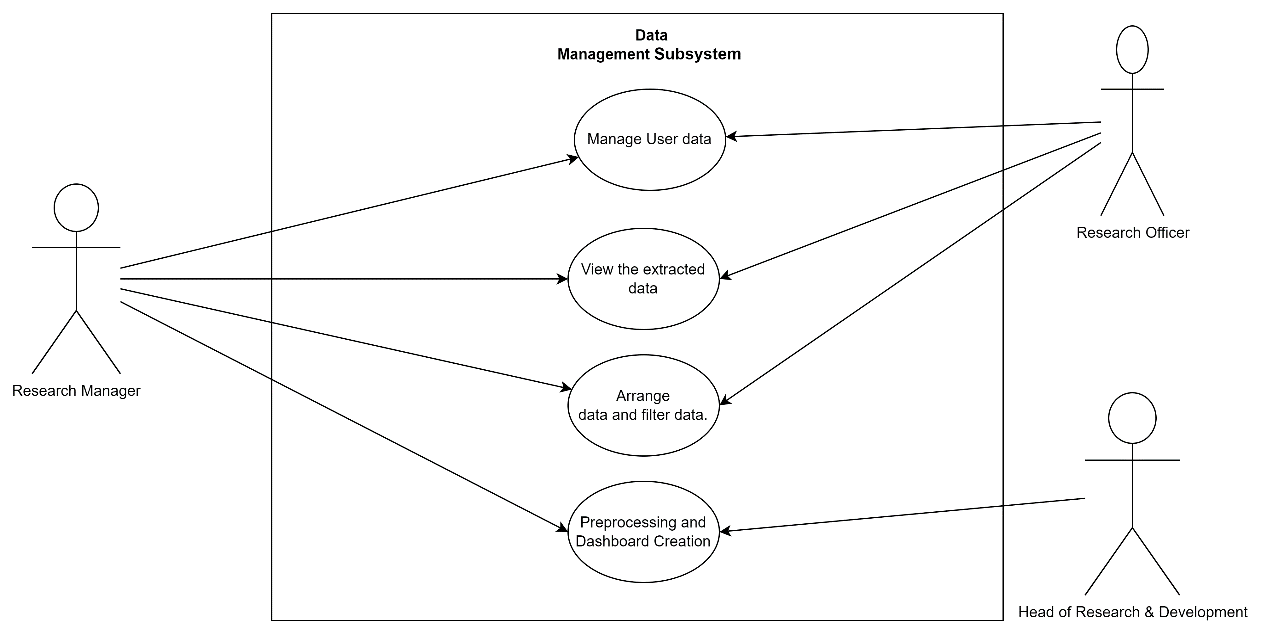 Data
Management Subsystem
Manage User data
Research Officer
View the extracted
data
Research Manager
Arrange
data and filter data.
Preprocessing and
Dashboard Creation
Head of Research & Development